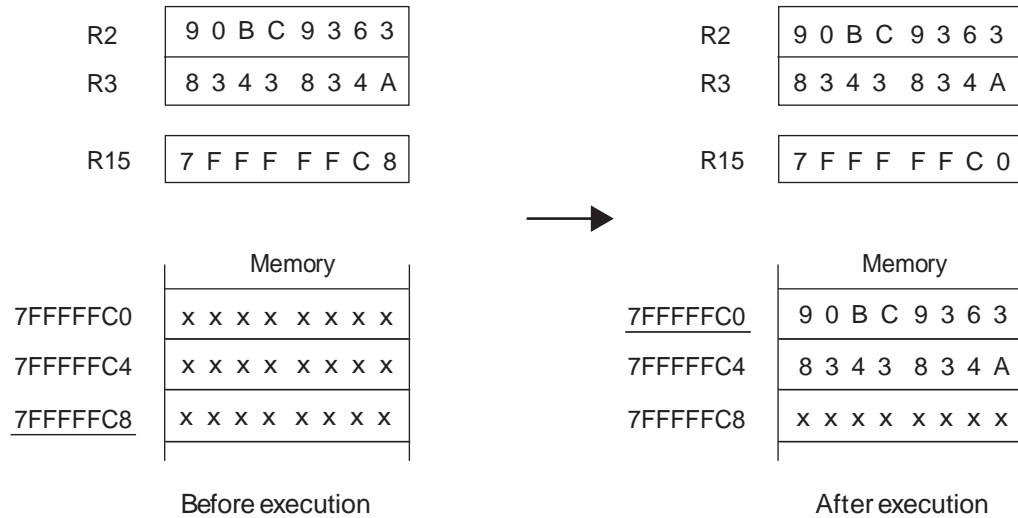 R2 9 0 B C 9 3 6 3
R3 8 3 4 3 8 3 4 A
R15 7 F F F F F C 8
Memory
7FFFFFC0 x x x x x x x x
7FFFFFC4 x x x x x x x x
7FFFFFC8 x x x x x x x x
Before execution
R2 9 0 B C 9 3 6 3
R3 8 3 4 3 8 3 4 A
R15 7 F F F F F C 0
Memory
7FFFFFC0 9 0 B C 9 3 6 3
7FFFFFC4 8 3 4 3 8 3 4 A
7FFFFFC8 x x x x x x x x
After execution